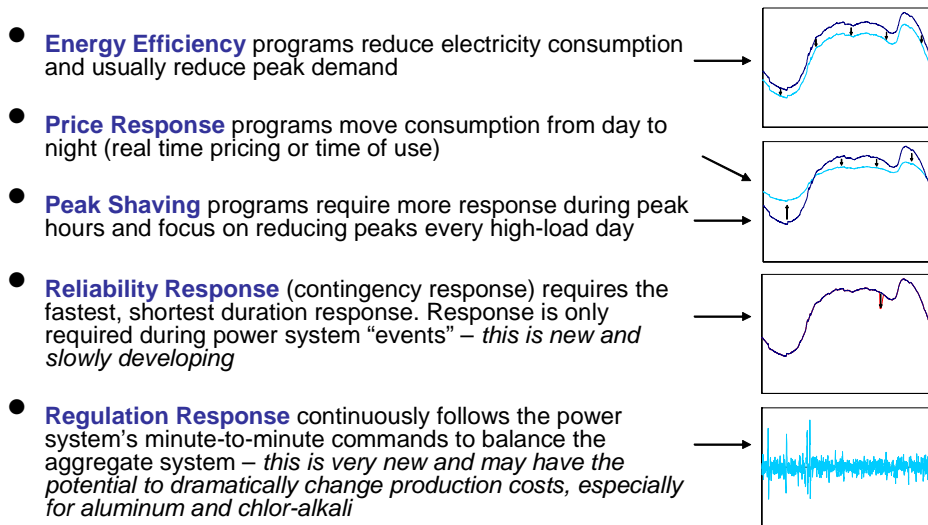 Energy Efficiency programs reduce electricity consumption
and usually reduce peak demand
Price Response programs move consumption from day to
night (real time pricing or time of use)
Peak Shaving programs require more response during peak
hours and focus on reducing peaks every high-load day
Reliability Response (contingency response) requires the
fastest, shortest duration response. Response is only
required during power system “events” – this is new and
slowly developing
Regulation Response continuously follows the power
system’s minute-to-minute commands to balance the
aggregate system – this is very new and may have the
potential to dramatically change production costs, especially
for aluminum and chlor-alkali